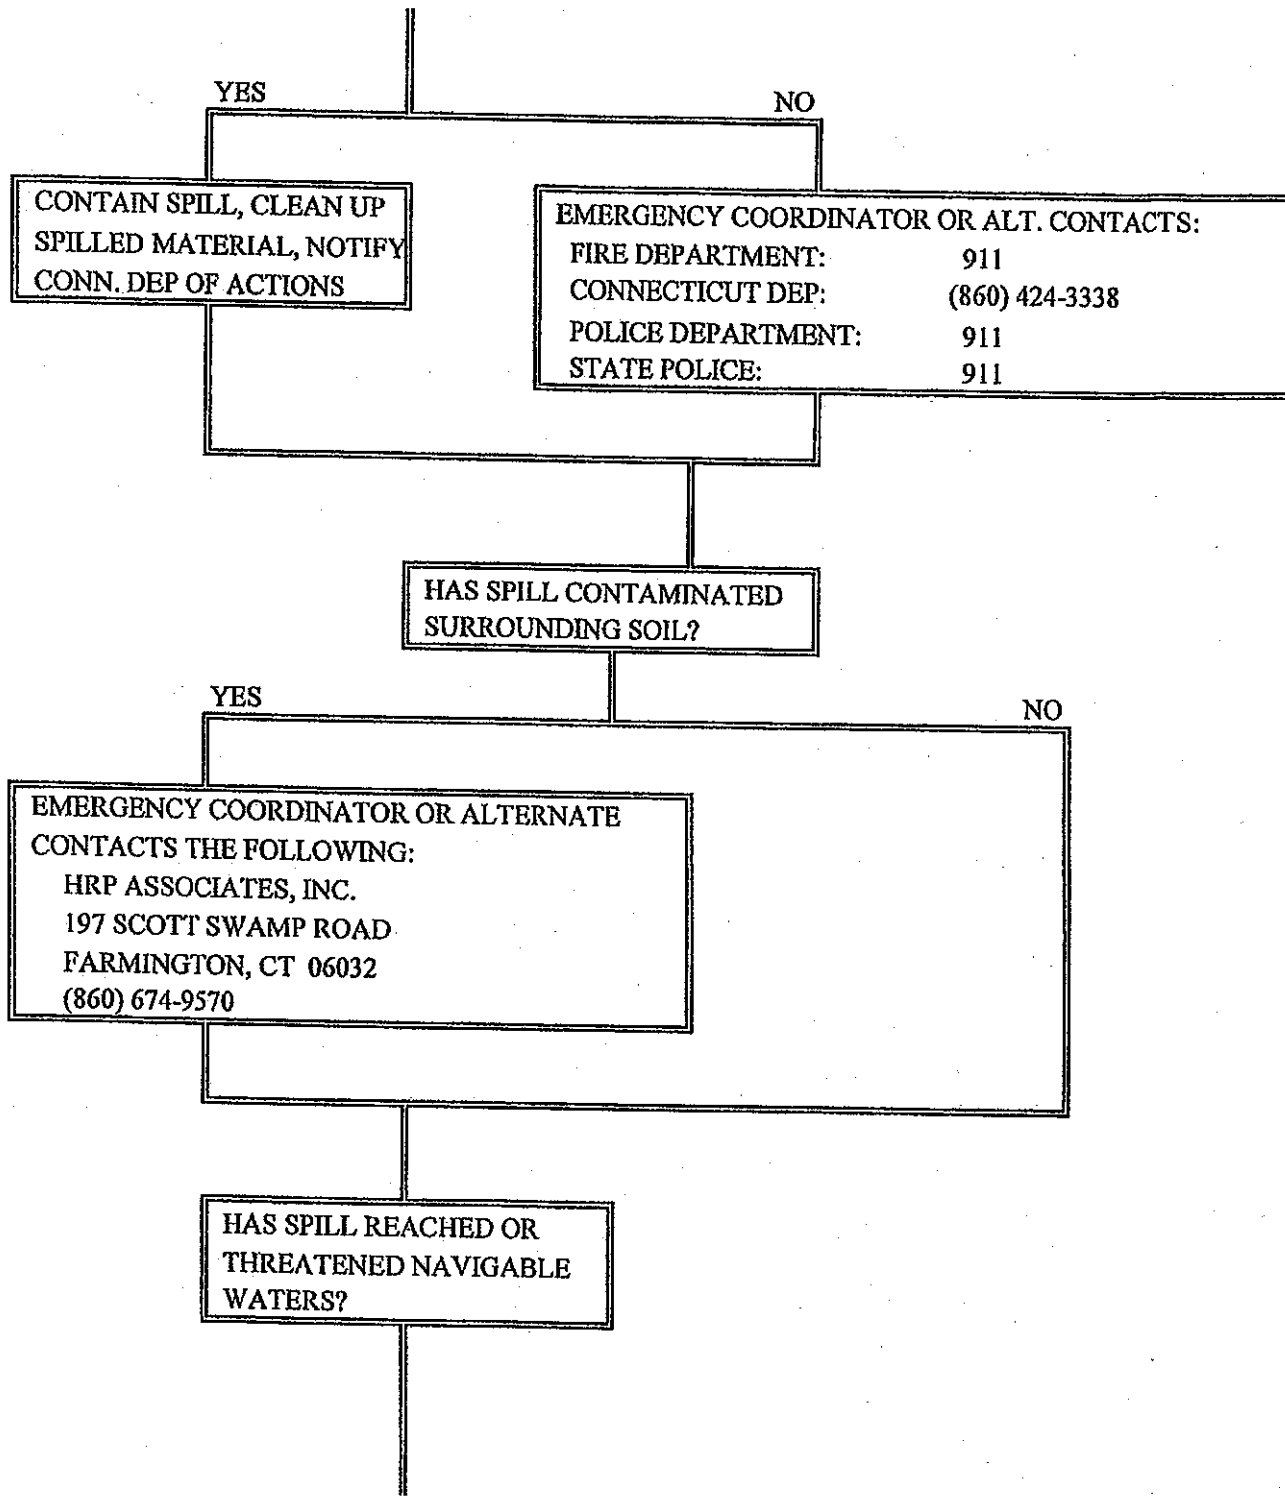 YES
NO
CONTAIN SPILL, CLEAN UP
SPILLED MATERIAL, NOTIFY
CONN. DEP OF ACTIONS
EMERGENCY COORDINATOR OR ALT. CONTACTS:
FIRE DEPARTMENT: 911
CONNECTICUT DEP: (860) 424-3338
POLICE DEPARTMENT: 911
STATE POLICE: 911
HAS SPILL CONTAMINATED
SURROUNDING SOIL?
YES
NO
EMERGENCY COORDINATOR OR ALTERNATE
CONTACTS THE FOLLOWING:
HRP ASSOCIATES, INC.
197 SCOTT SWAMP ROAD
FARMINGTON, CT 06032
(860) 674-9570
HAS SPILL REACHED OR
THREATENED NAVIGABLE
WATERS?